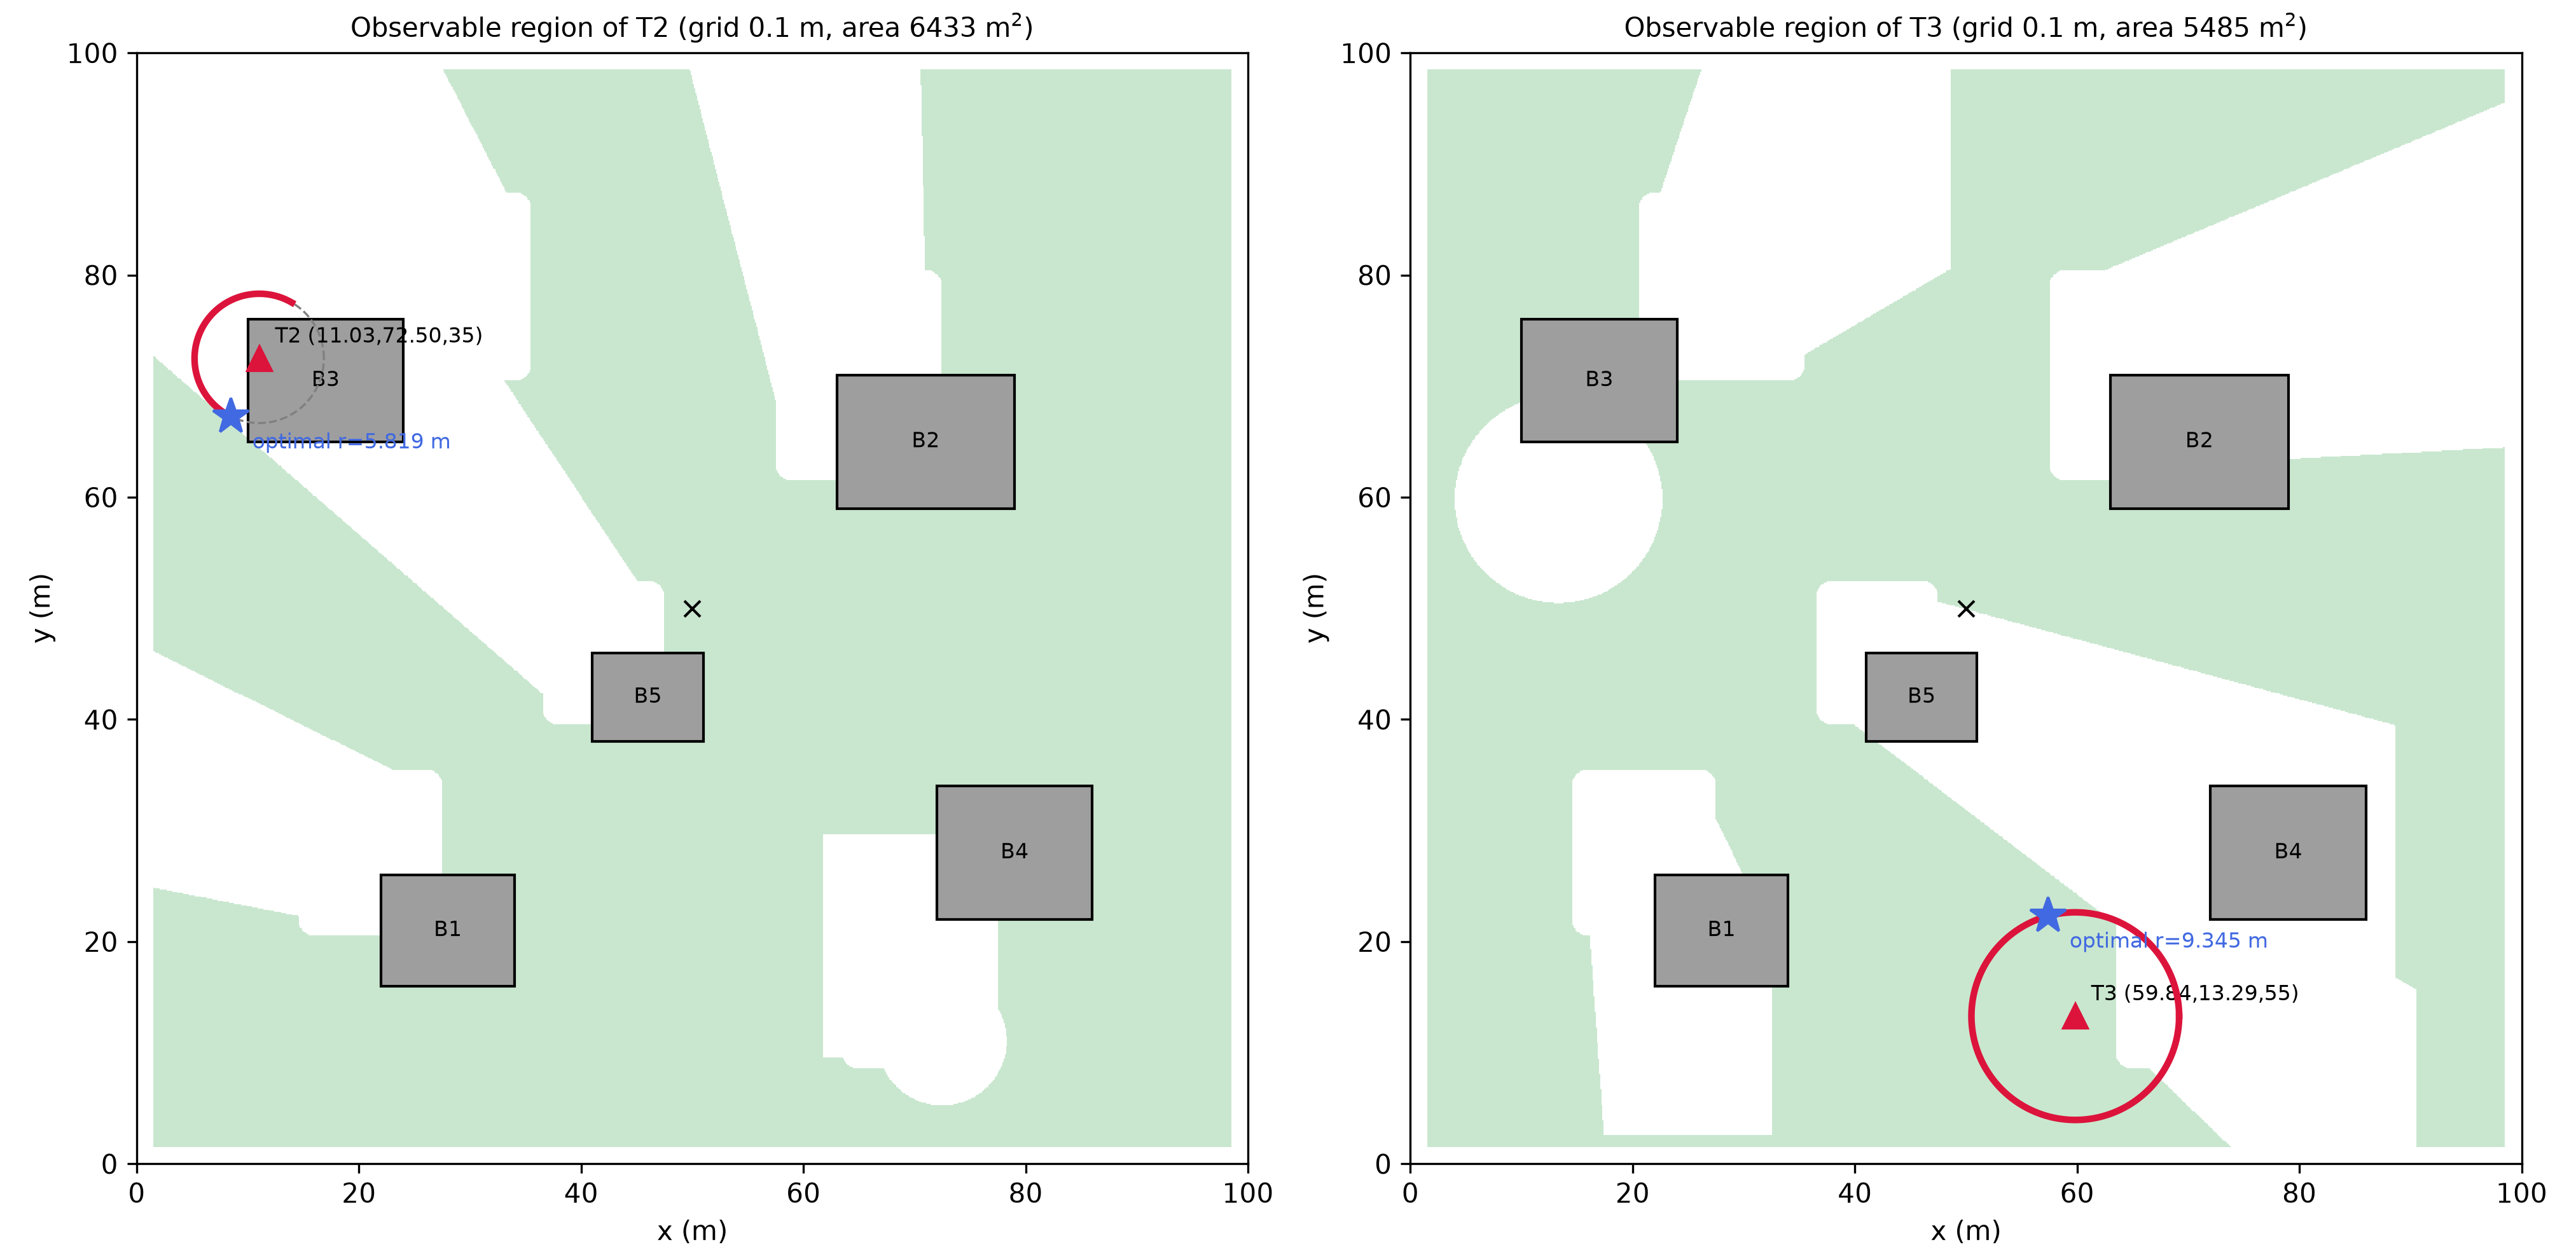 Observable region of T2 (grid 0.1 m, area 6433 m²)
100
80
60
40
20
0
y (m)
T2 (11.03,72.50,35)
B3
optimal r=5.819 m
B2
B5
B4
B1
0
20
40
60
80
100
x (m)
Observable region of T3 (grid 0.1 m, area 5485 m²)
100
80
60
40
20
0
y (m)
B3
B2
B5
B4
B1
optimal r=9.345 m
T3 (59.84,13.29,55)
0
20
40
60
80
100
x (m)